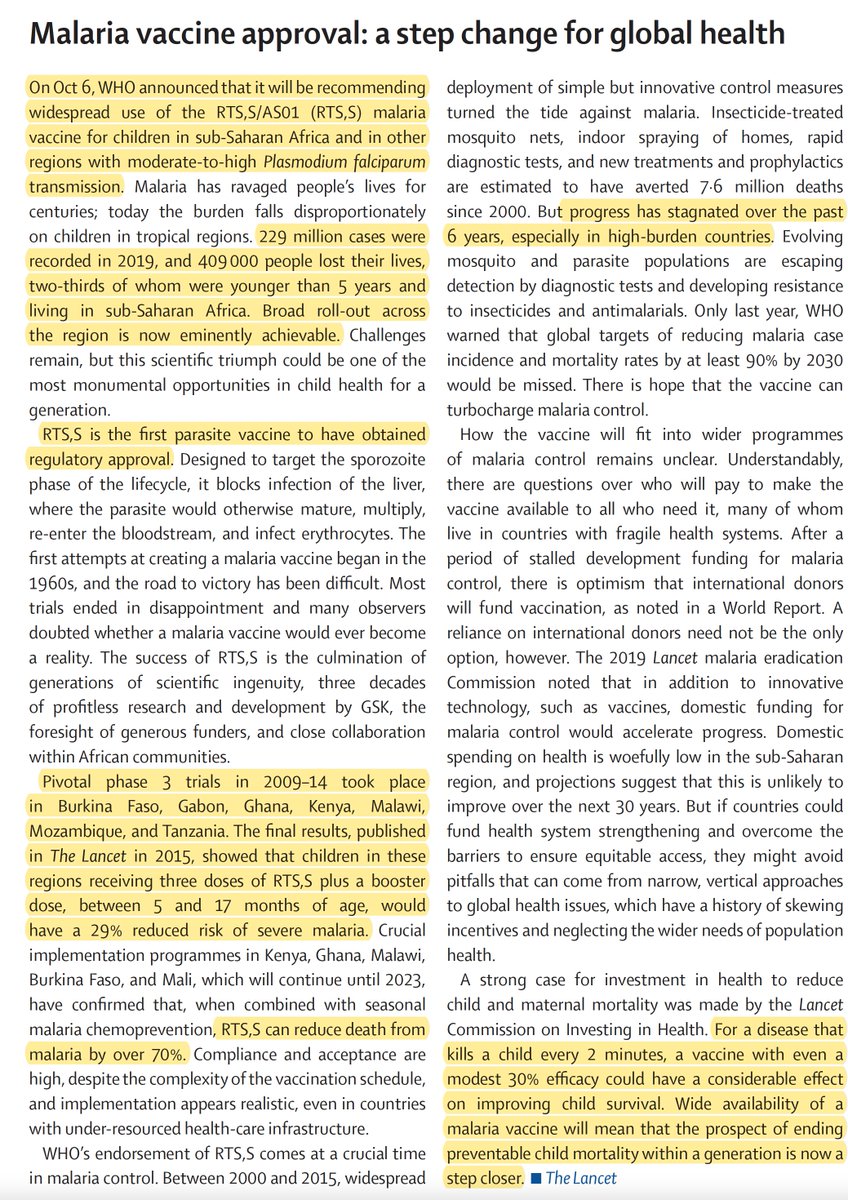 Malaria vaccine approval: a step change for global health
On Oct 6, WHO announced that it will be recommending
widespread use of the RTS,S/AS01 (RTS,S) malaria
vaccine for children in sub-Saharan Africa and in other
regions with moderate-to-high Plasmodium falciparum
transmission. Malaria has ravaged people's lives for
centuries; today the burden falls disproportionately
on children in tropical regions. 229 million cases were
recorded in 2019, and 409 000 people lost their lives,
two-thirds of whom were younger than 5 years and
living in sub-Saharan Africa. Broad roll-out across
the region is now eminently achievable. Challenges
remain, but this scientific triumph could be one of the
most monumental opportunities in child health for a
generation.
RTS,S is the first parasite vaccine to have obtained
regulatory approval. Designed to target the sporozoite
phase of the lifecycle, it blocks infection of the liver,
where the parasite would otherwise mature, multiply,
re-enter the bloodstream, and infect erythrocytes. The
first attempts at creating a malaria vaccine began in the
1960s, and the road to victory has been difficult. Most
trials ended in disappointment and many observers
doubted whether a malaria vaccine would ever become
a reality. The success of RTS,S is the culmination of
generations of scientific ingenuity, three decades
of profitless research and development by GSK, the
foresight of generous funders, and close collaboration
within African communities.
Pivotal phase 3 trials in 2009–14 took place
in Burkina Faso, Gabon, Ghana, Kenya, Malawi,
Mozambique, and Tanzania. The final results, published
in The Lancet in 2015, showed that children in these
regions receiving three doses of RTS,S plus a booster
dose, between 5 and 17 months of age, would
have a 29% reduced risk of severe malaria. Crucial
implementation programmes in Kenya, Ghana, Malawi,
Burkina Faso, and Mali, which will continue until 2023,
have confirmed that, when combined with seasonal
malaria chemoprevention, RTS,S can reduce death from
malaria by over 70%. Compliance and acceptance are
high, despite the complexity of the vaccination schedule,
and implementation appears realistic, even in countries
with under-resourced health-care infrastructure.
WHO's endorsement of RTS,S comes at a crucial time
in malaria control. Between 2000 and 2015, widespread
deployment of simple but innovative control measures
turned the tide against malaria. Insecticide-treated
mosquito nets, indoor spraying of homes, rapid
diagnostic tests, and new treatments and prophylactics
are estimated to have averted 7·6 million deaths
since 2000. But progress has stagnated over the past
6 years, especially in high-burden countries. Evolving
mosquito and parasite populations are escaping
detection by diagnostic tests and developing resistance
to insecticides and antimalarials. Only last year, WHO
warned that global targets of reducing malaria case
incidence and mortality rates by at least 90% by 2030
would be missed. There is hope that the vaccine can
turbocharge malaria control.
How the vaccine will fit into wider programmes
of malaria control remains unclear. Understandably,
there are questions over who will pay to make the
vaccine available to all who need it, many of whom
live in countries with fragile health systems. After a
period of stalled development funding for malaria
control, there is optimism that international donors
will fund vaccination, as noted in a World Report. A
reliance on international donors need not be the only
option, however. The 2019 Lancet malaria eradication
Commission noted that in addition to innovative
technology, such as vaccines, domestic funding for
malaria control would accelerate progress. Domestic
spending on health is woefully low in the sub-Saharan
region, and projections suggest that this is unlikely to
improve over the next 30 years. But if countries could
fund health system strengthening and overcome the
barriers to ensure equitable access, they might avoid
pitfalls that can come from narrow, vertical approaches
to global health issues, which have a history of skewing
incentives and neglecting the wider needs of population
health.
A strong case for investment in health to reduce
child and maternal mortality was made by the Lancet
Commission on Investing in Health. For a disease that
kills a child every 2 minutes, a vaccine with even a
modest 30% efficacy could have a considerable effect
on improving child survival. Wide availability of a
malaria vaccine will mean that the prospect of ending
preventable child mortality within a generation is now a
step closer. ■ The Lancet